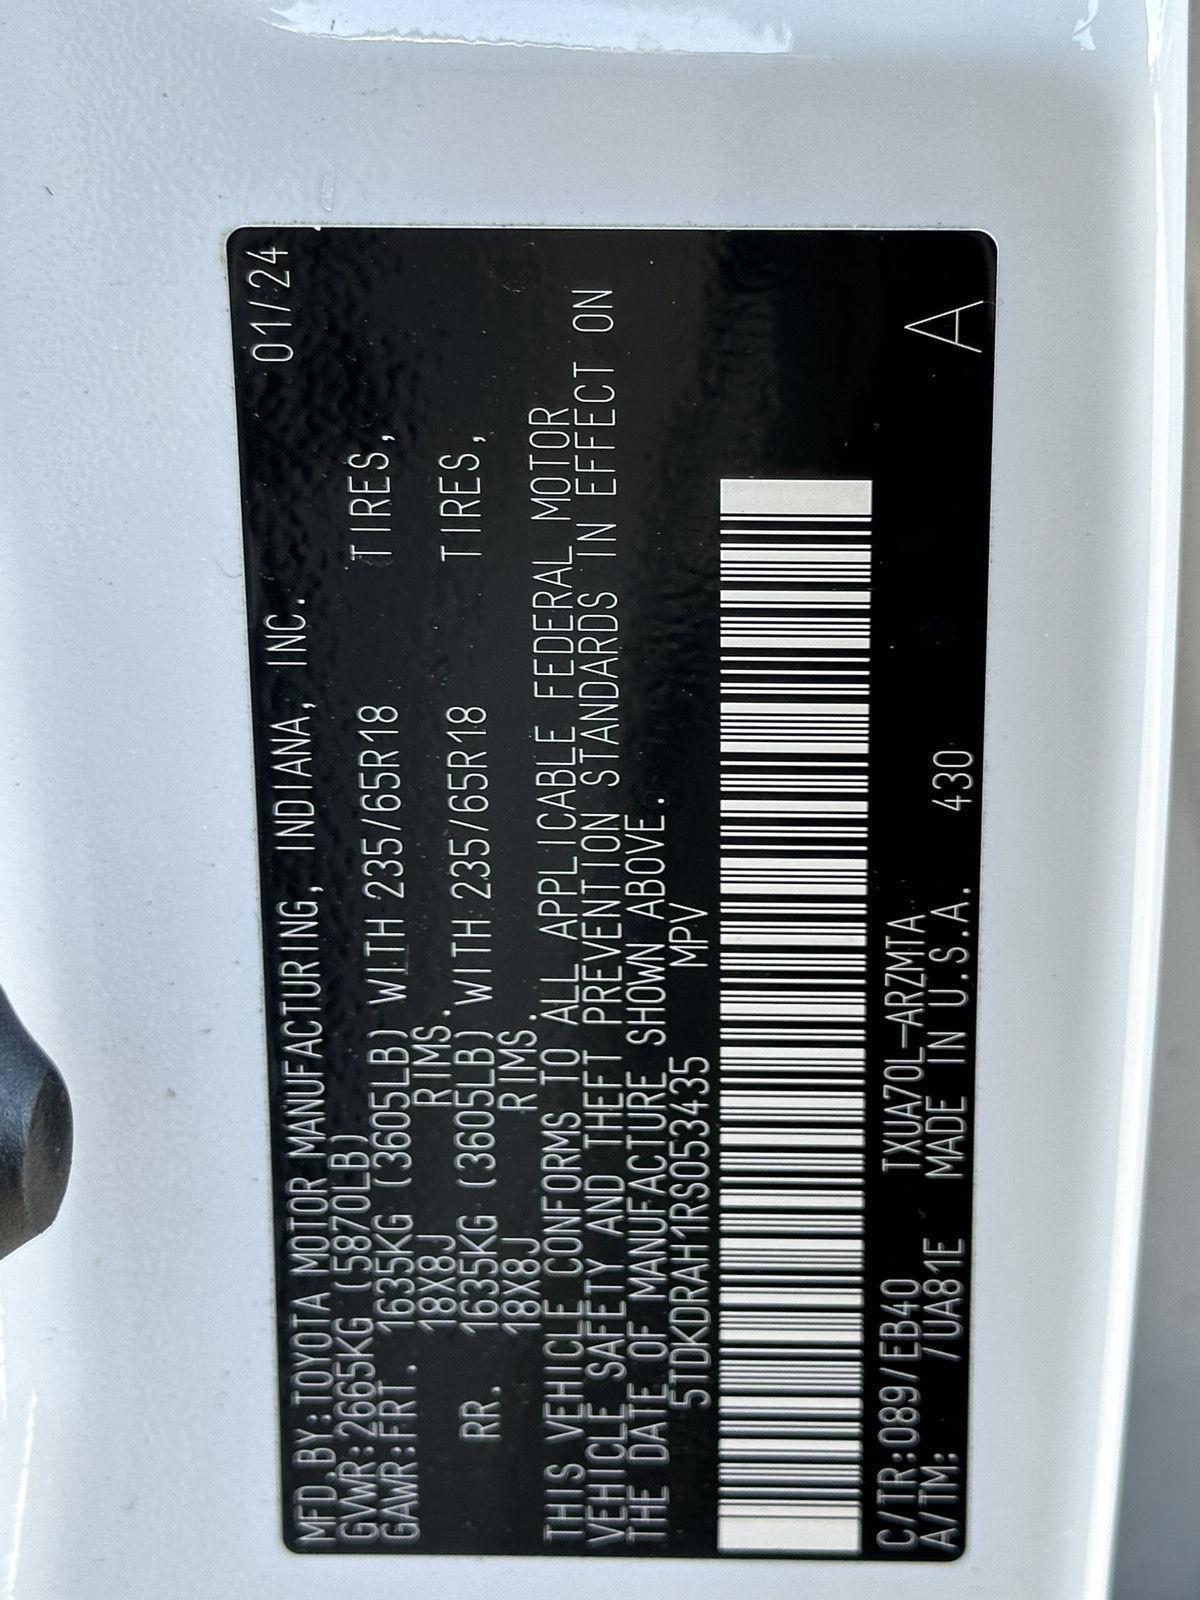 MFD.BY:TOYOTA MOTOR MANUFACTURING, INDIANA, INC. 01/24
GVWR:2665KG (5870LB)
GAWR:FRT. 1635KG (3605LB) WITH 235/65R18 TIRES,
18X8J RIMS.
RR. 1635KG (3605LB) WITH 235/65R18 TIRES,
18X8J RIMS.
THIS VEHICLE CONFORMS TO ALL APPLICABLE FEDERAL MOTOR
VEHICLE SAFETY AND THEFT PREVENTION STANDARDS IN EFFECT ON
THE DATE OF MANUFACTURE SHOWN ABOVE.
5TDKDRAH1RS053435 MPV
C/TR:089/EB40 TXUA70L-ARZMTA
A/TM: /UA81E MADE IN U.S.A. 430 A